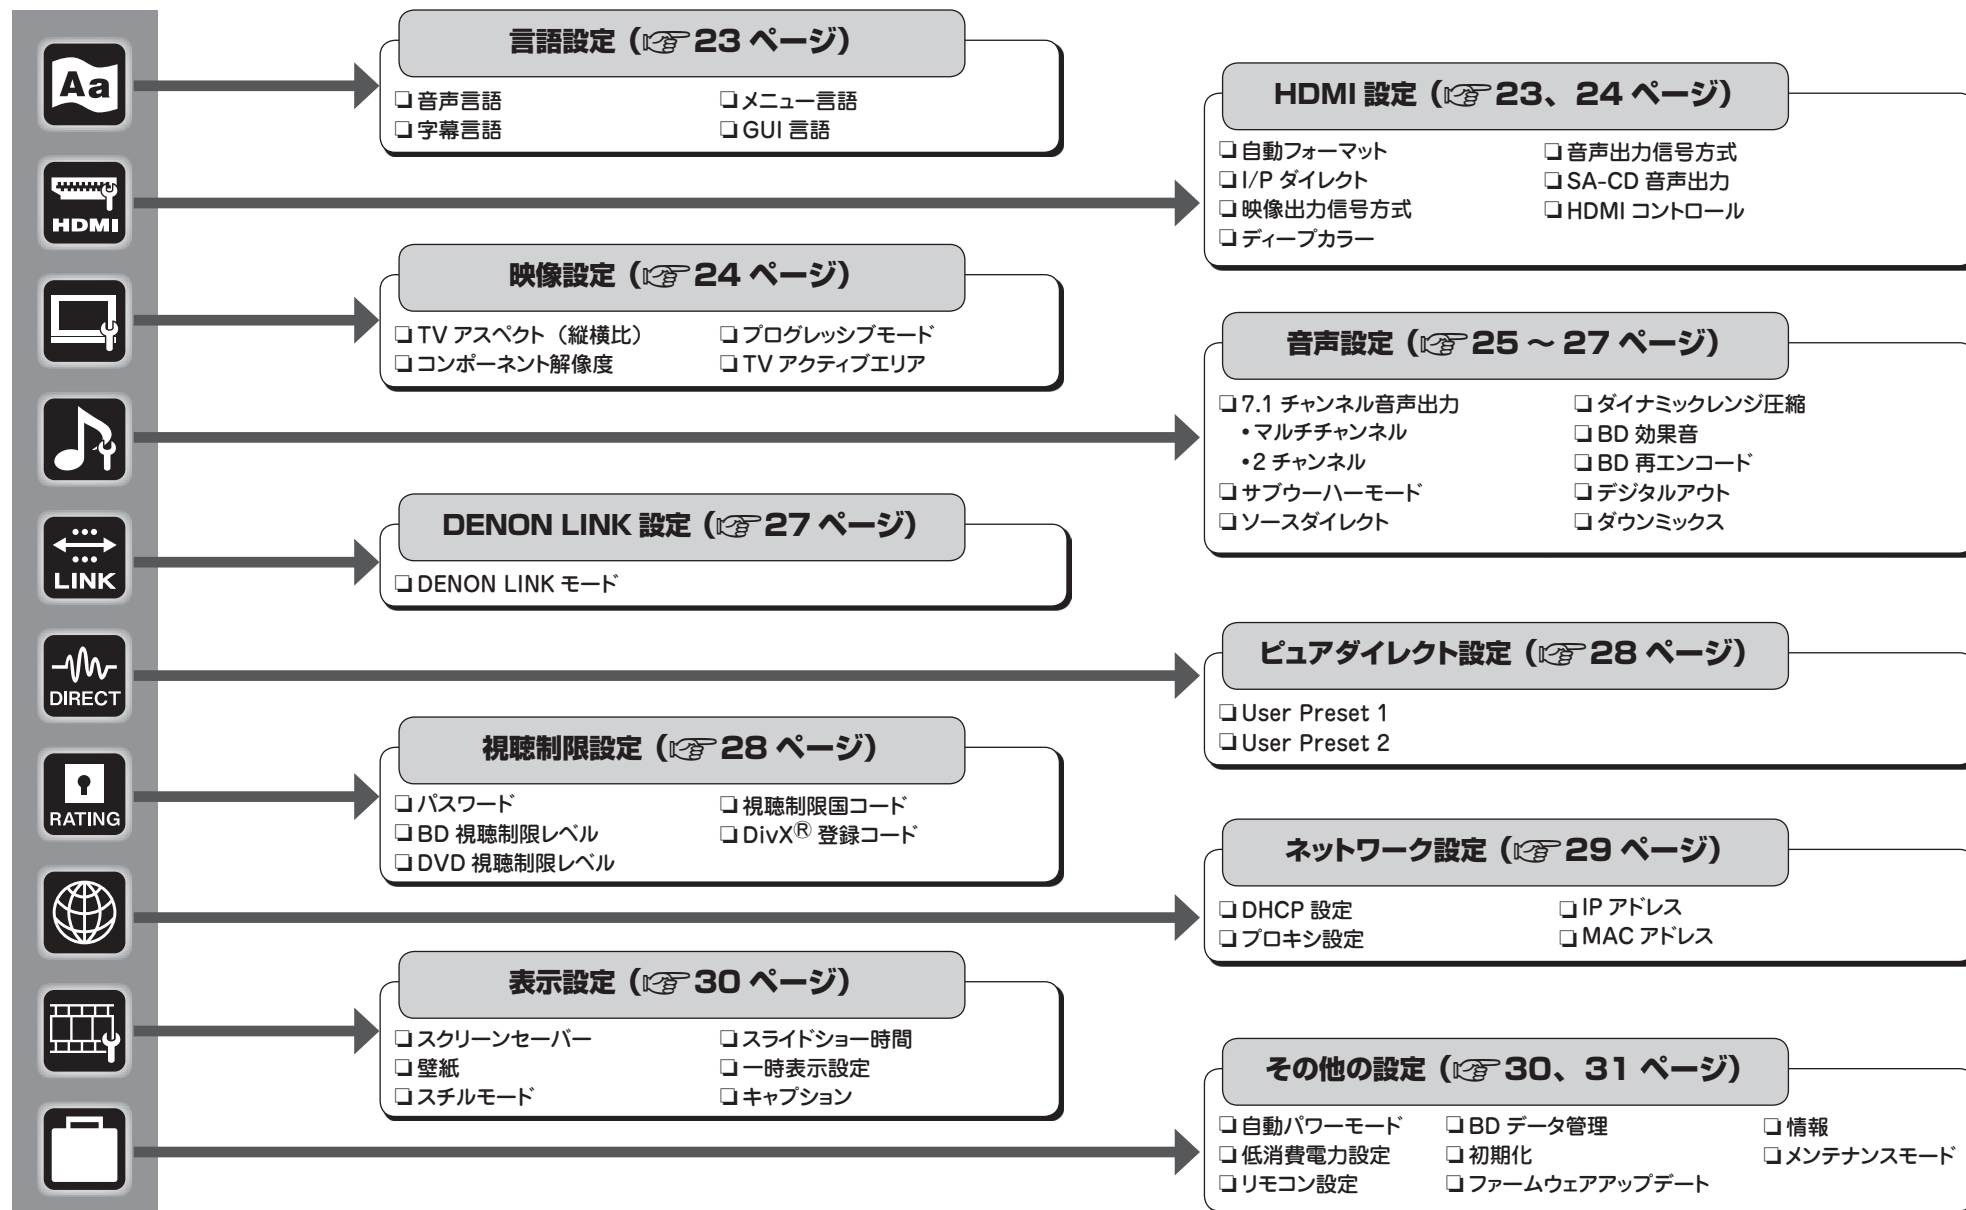 Aa
言語設定（☞ 23 ページ）
❏ 音声言語
❏ 字幕言語
❏ メニュー言語
❏ GUI 言語
HDMI
HDMI 設定（☞ 23、24 ページ）
❏ 自動フォーマット
❏ I/P ダイレクト
❏ 映像出力信号方式
❏ ディープカラー
❏ 音声出力信号方式
❏ SA-CD 音声出力
❏ HDMI コントロール
映像設定（☞ 24 ページ）
❏ TV アスペクト（縦横比）
❏ コンポーネント解像度
❏ プログレッシブモード
❏ TV アクティブエリア
音声設定（☞ 25 ～ 27 ページ）
❏ 7.1 チャンネル音声出力
• マルチチャンネル
• 2 チャンネル
❏ サブウーハーモード
❏ ソースダイレクト
❏ ダイナミックレンジ圧縮
❏ BD 効果音
❏ BD 再エンコード
❏ デジタルアウト
❏ ダウンミックス
LINK
DENON LINK 設定（☞ 27 ページ）
❏ DENON LINK モード
DIRECT
ピュアダイレクト設定（☞ 28 ページ）
❏ User Preset 1
❏ User Preset 2
RATING
視聴制限設定（☞ 28 ページ）
❏ パスワード
❏ BD 視聴制限レベル
❏ DVD 視聴制限レベル
❏ 視聴制限国コード
❏ DivX® 登録コード
ネットワーク設定（☞ 29 ページ）
❏ DHCP 設定
❏ プロキシ設定
❏ IP アドレス
❏ MAC アドレス
表示設定（☞ 30 ページ）
❏ スクリーンセーバー
❏ 壁紙
❏ スチルモード
❏ スライドショー時間
❏ 一時表示設定
❏ キャプション
その他の設定（☞ 30、31 ページ）
❏ 自動パワーモード
❏ 低消費電力設定
❏ リモコン設定
❏ BD データ管理
❏ 初期化
❏ ファームウェアアップデート
❏ 情報
❏ メンテナンスモード